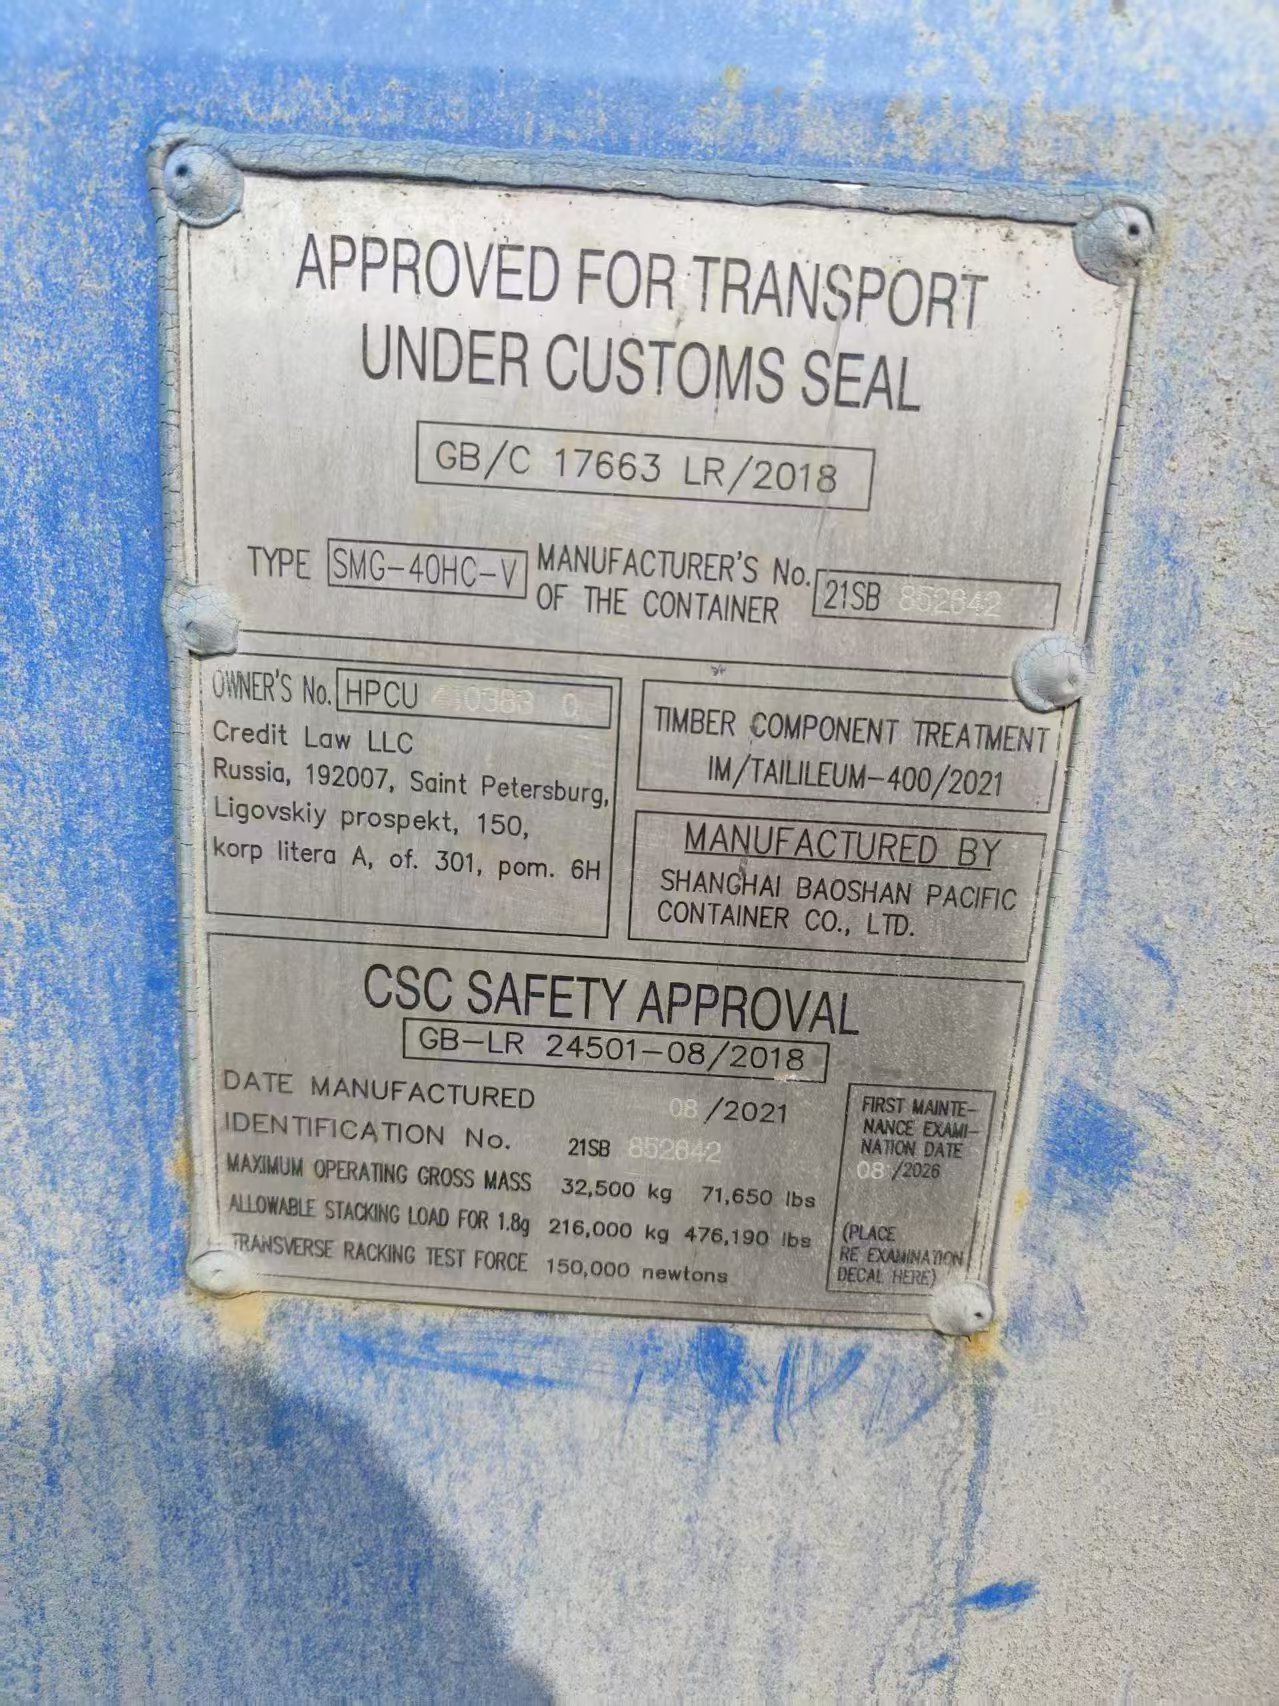 APPROVED FOR TRANSPORT
UNDER CUSTOMS SEAL
GB/C 17663 LR/2018
TYPE SMG-40HC-V MANUFACTURER'S No. 21SB 852642
OF THE CONTAINER
OWNER'S No. HPCU 410383 0
Credit Law LLC
Russia, 192007, Saint Petersburg,
Ligovskiy prospekt, 150,
korp litera A, of. 301, pom. 6H
TIMBER COMPONENT TREATMENT
IM/TAILILEUM-400/2021
MANUFACTURED BY
SHANGHAI BAOSHAN PACIFIC
CONTAINER CO., LTD.
CSC SAFETY APPROVAL
GB-LR 24501-08/2018
DATE MANUFACTURED 08 /2021
IDENTIFICATION No. 21SB 852642
MAXIMUM OPERATING GROSS MASS 32,500 kg 71,650 lbs
ALLOWABLE STACKING LOAD FOR 1.8g 216,000 kg 476,190 lbs
TRANSVERSE RACKING TEST FORCE 150,000 newtons
FIRST MAINTE-
NANCE EXAMI-
NATION DATE
08 /2026
(PLACE
RE EXAMINATION
DECAL HERE)